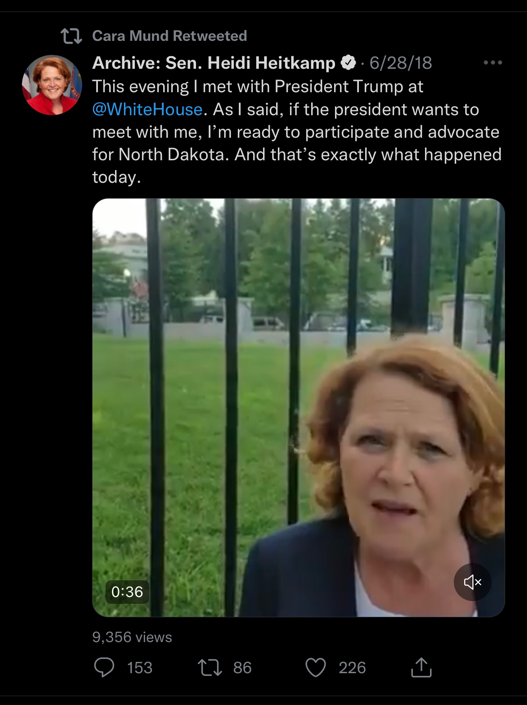 Cara Mund Retweeted
Archive: Sen. Heidi Heitkamp · 6/28/18
This evening I met with President Trump at
@WhiteHouse. As I said, if the president wants to
meet with me, I’m ready to participate and advocate
for North Dakota. And that’s exactly what happened
today.
0:36
9,356 views
153 86 226